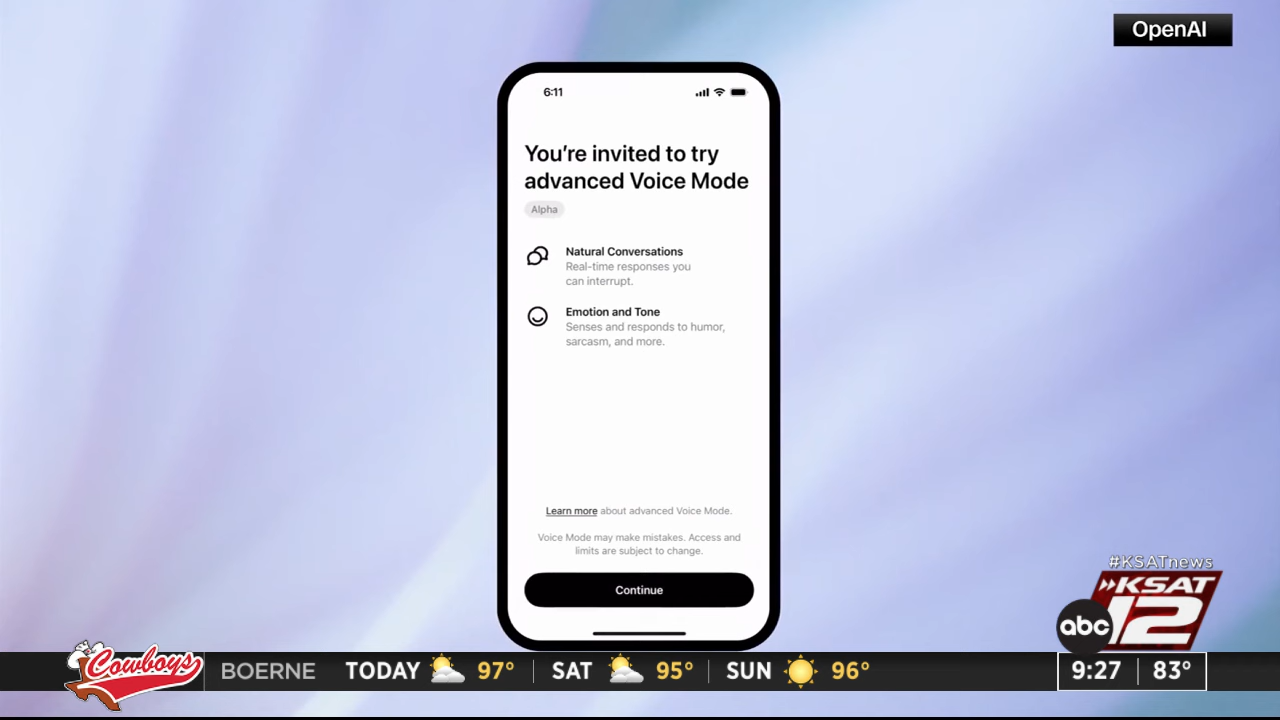 OpenAI
6:11
You're invited to try
advanced Voice Mode
Alpha
Natural Conversations
Real-time responses you
can interrupt.
Emotion and Tone
Senses and responds to humor,
sarcasm, and more.
Learn more about advanced Voice Mode.
Voice Mode may make mistakes. Access and
limits are subject to change.
Continue
#KSATnews
KSAT
abc 12
Cowboys BOERNE TODAY 97° SAT 95° SUN 96° 9:27 83°